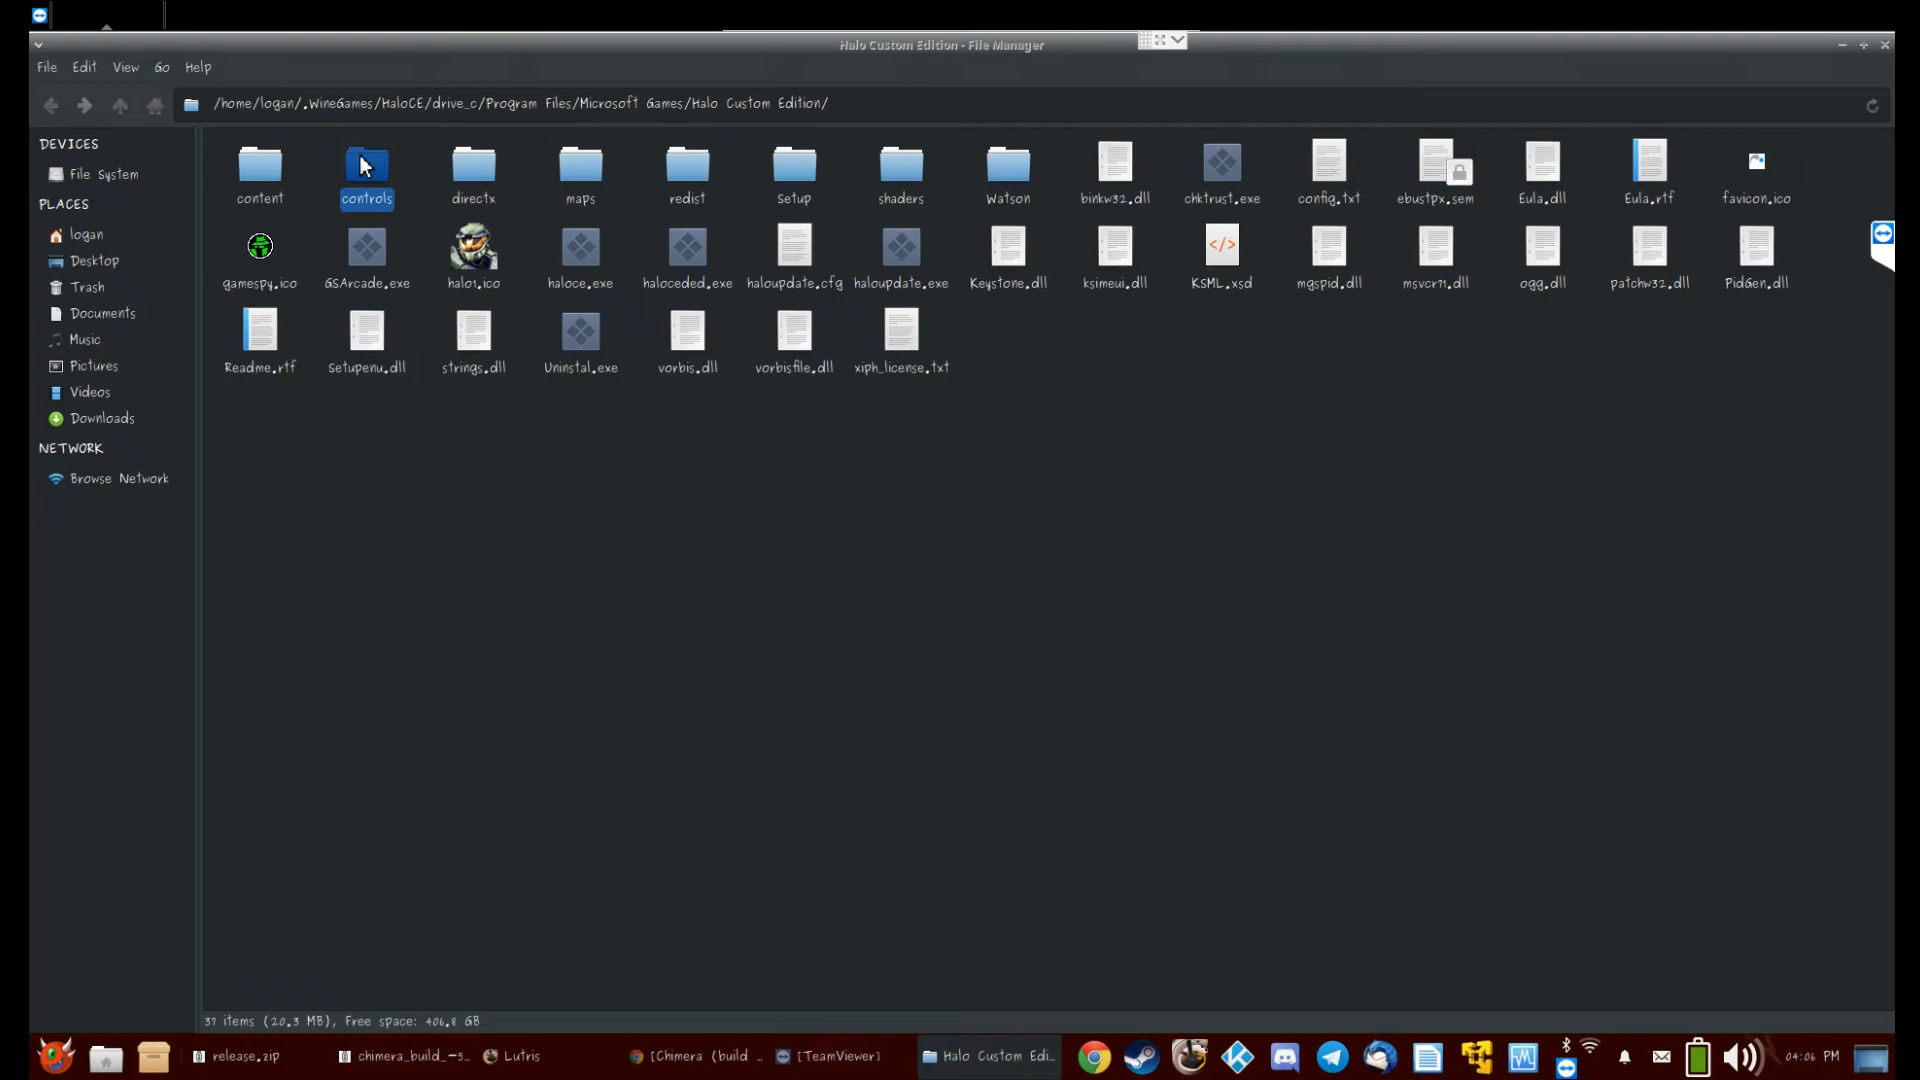 Halo Custom Edition - File Manager
File Edit View Go Help
/home/logan/.WineGames/HaloCE/drive_c/Program Files/Microsoft Games/Halo Custom Edition/
DEVICES
File System
PLACES
logan
Desktop
Trash
Documents
Music
Pictures
Videos
Downloads
NETWORK
Browse Network
content controls directx maps redist Setup shaders Watson binkw32.dll chktrust.exe config.txt ebustpx.sem Eula.dll Eula.rtf favicon.ico
gamespy.ico GSArcade.exe halo1.ico haloce.exe haloceded.exe haloupdate.cfg haloupdate.exe Keystone.dll ksimeui.dll KSML.xsd mgspid.dll msvcr71.dll ogg.dll patchw32.dll PidGen.dll
Readme.rtf Setupenu.dll strings.dll Uninstal.exe vorbis.dll vorbisfile.dll xiph_license.txt
37 items (20.3 MB), Free space: 406.8 GB
release.zip chimera_build_-5... Lutris [Chimera (build ... [TeamViewer] Halo Custom Edi... 04:06 PM